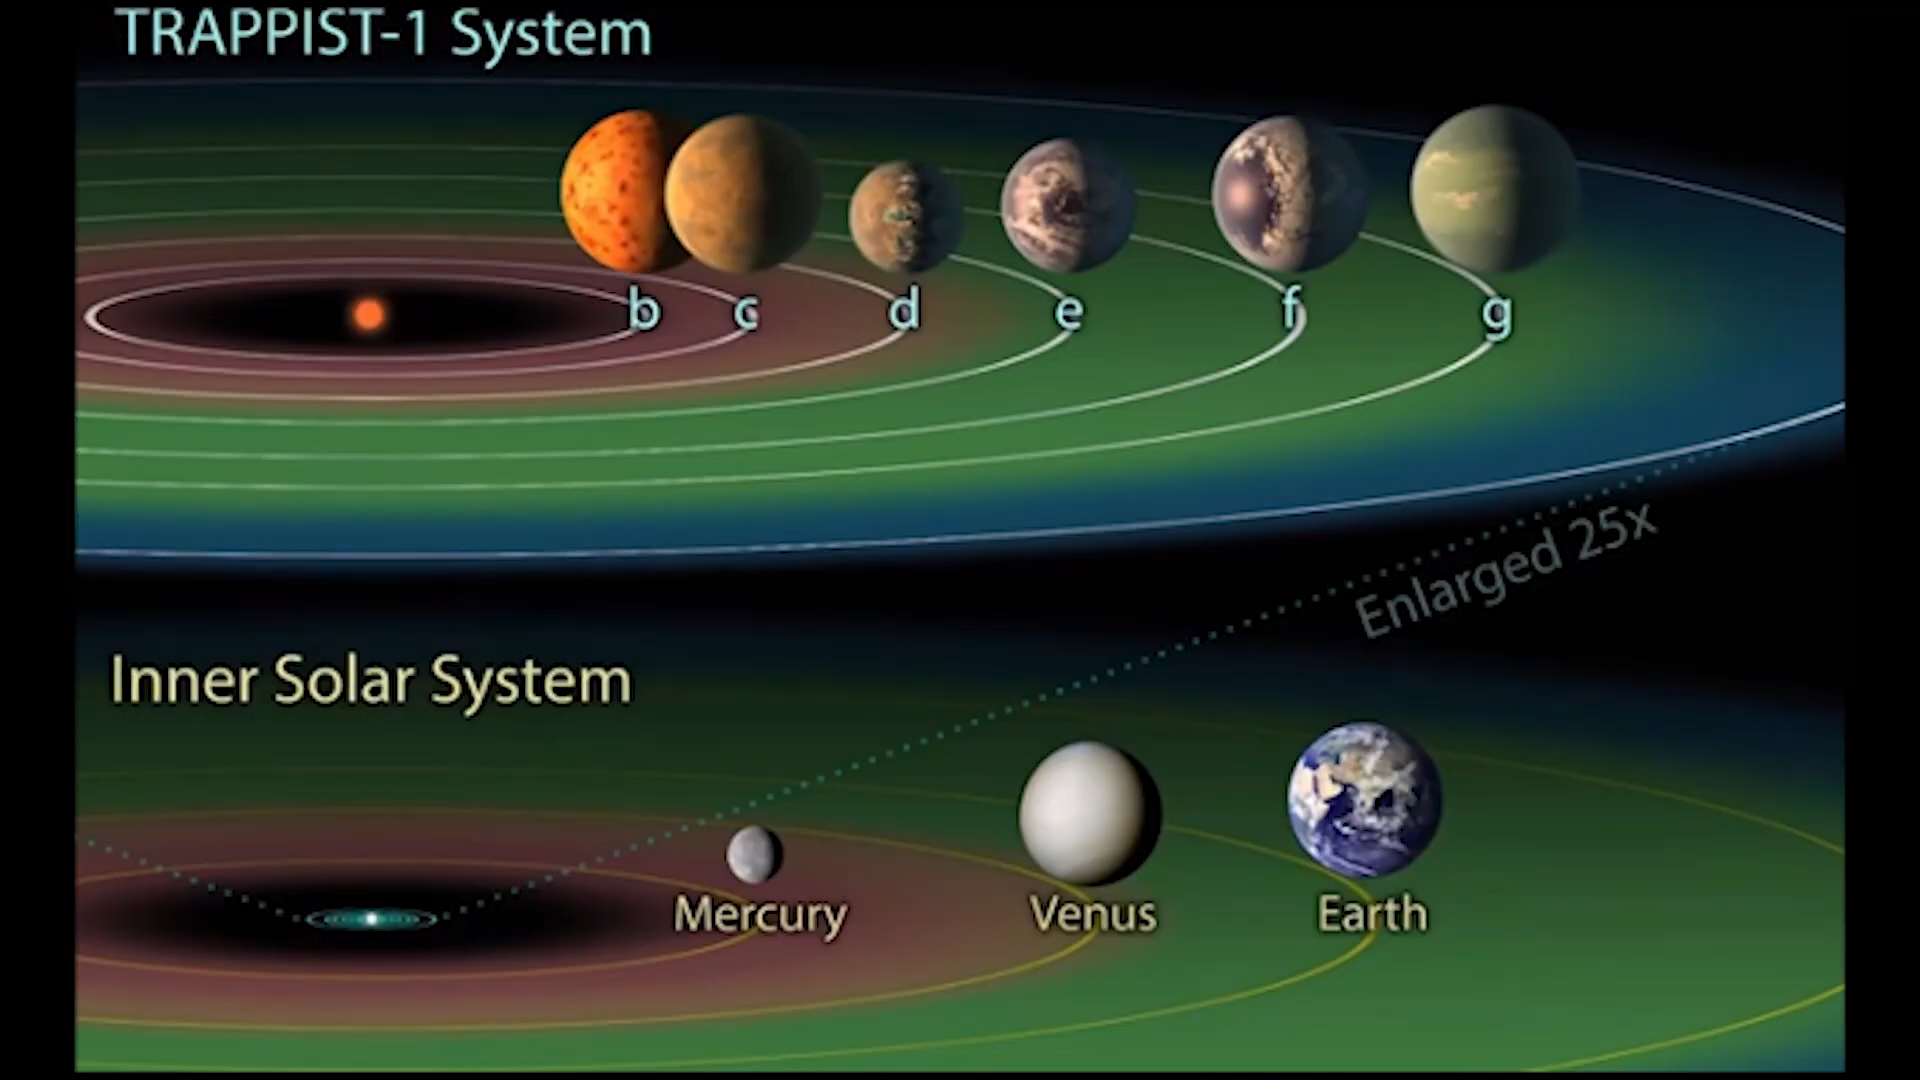 TRAPPIST-1 System
b c d e f g
Enlarged 25x
Inner Solar System
Mercury Venus Earth